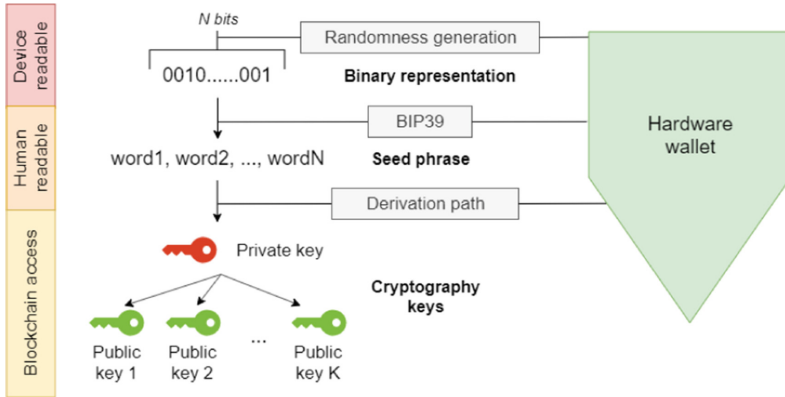 N bits
Randomness generation
0010......001
Binary representation
Device
readable
BIP39
Hardware
wallet
word1, word2, ..., wordN
Seed phrase
Human
readable
Derivation path
Private key
Cryptography
keys
Blockchain access
Public
key 1
Public
key 2
...
Public
key K